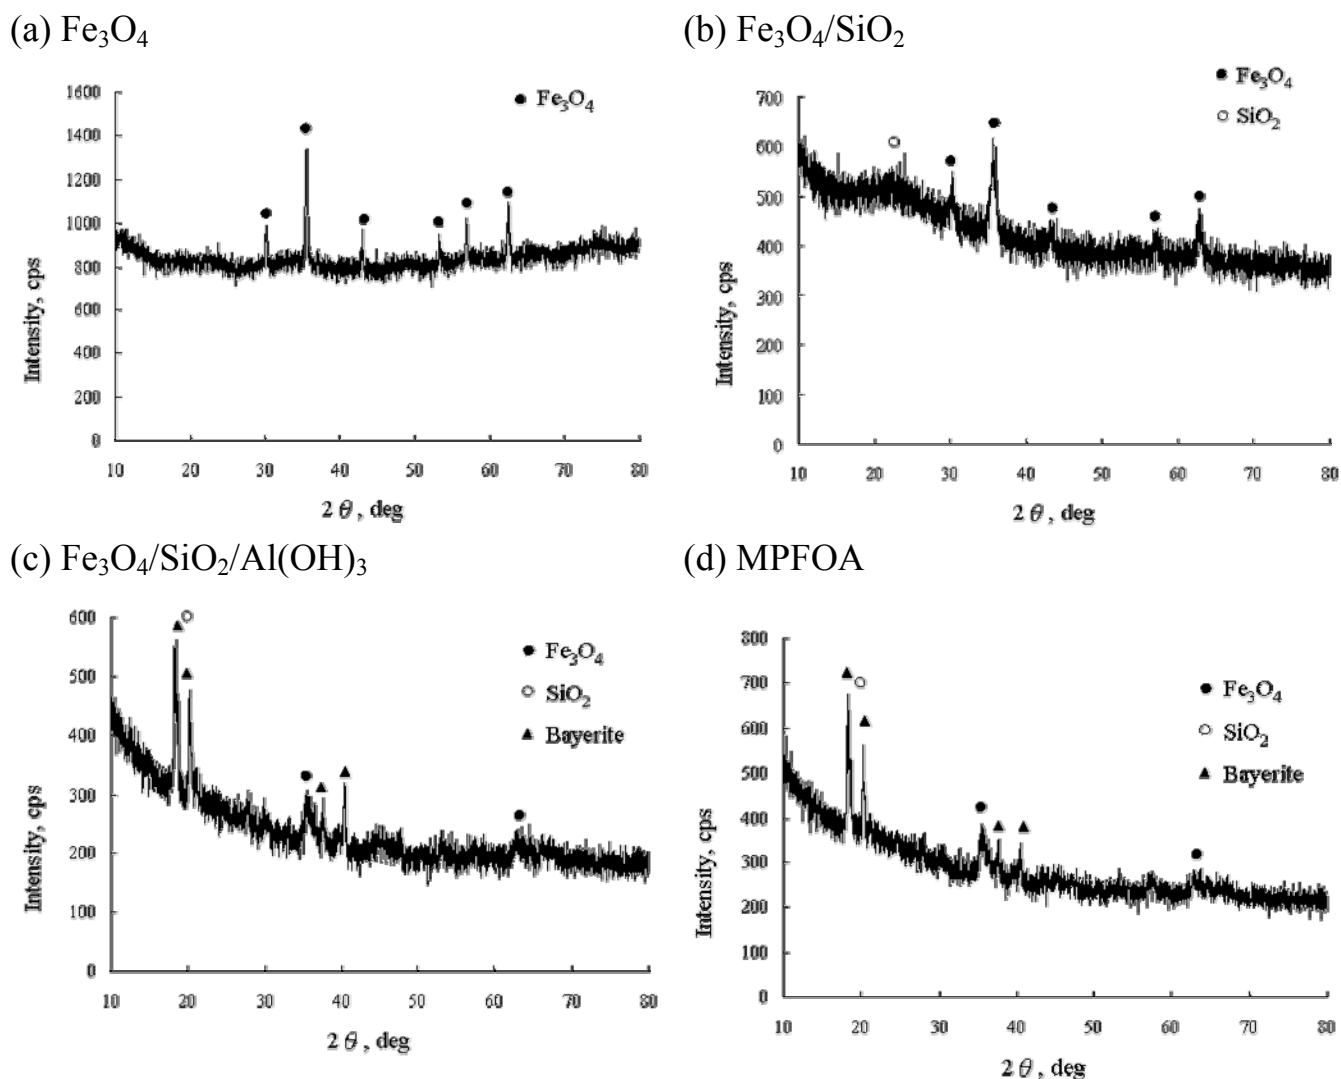 (a) Fe₃O₄
● Fe₃O₄
1600
1400
1200
1000
800
600
400
200
0
Intensity, cps
10 20 30 40 50 60 70 80
2θ, deg
(b) Fe₃O₄/SiO₂
● Fe₃O₄
○ SiO₂
700
600
500
400
300
200
100
0
Intensity, cps
10 20 30 40 50 60 70 80
2θ, deg
(c) Fe₃O₄/SiO₂/Al(OH)₃
● Fe₃O₄
○ SiO₂
▲ Bayerite
600
500
400
300
200
100
0
Intensity, cps
10 20 30 40 50 60 70 80
2θ, deg
(d) MPFOA
● Fe₃O₄
○ SiO₂
▲ Bayerite
800
700
600
500
400
300
200
100
0
Intensity, cps
10 20 30 40 50 60 70 80
2θ, deg